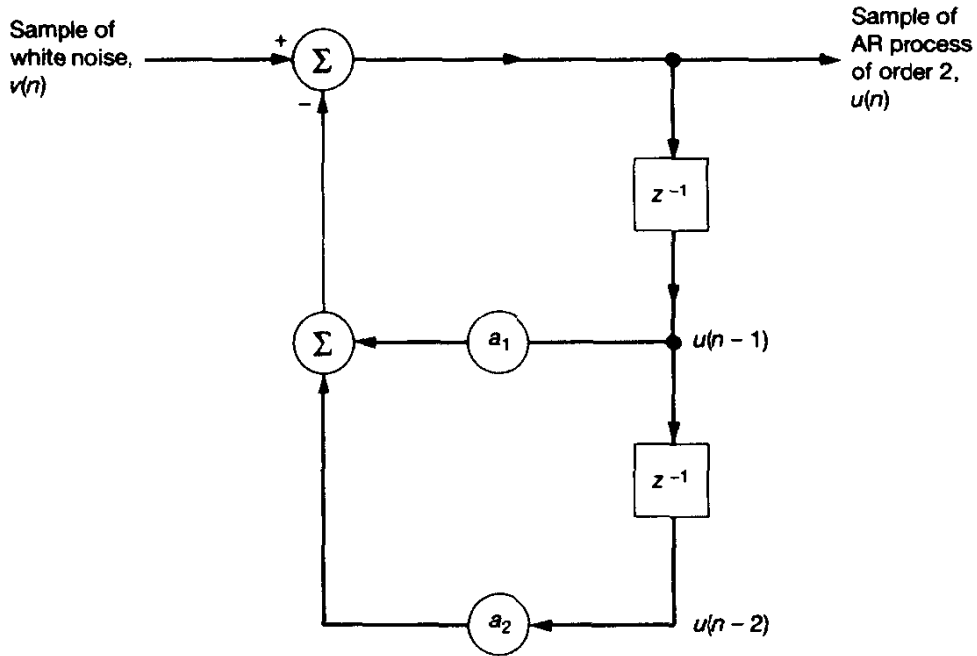 Sample of
white noise,
v(n)
+
Σ
−
Sample of
AR process
of order 2,
u(n)
z⁻¹
Σ
a₁
u(n − 1)
z⁻¹
a₂
u(n − 2)